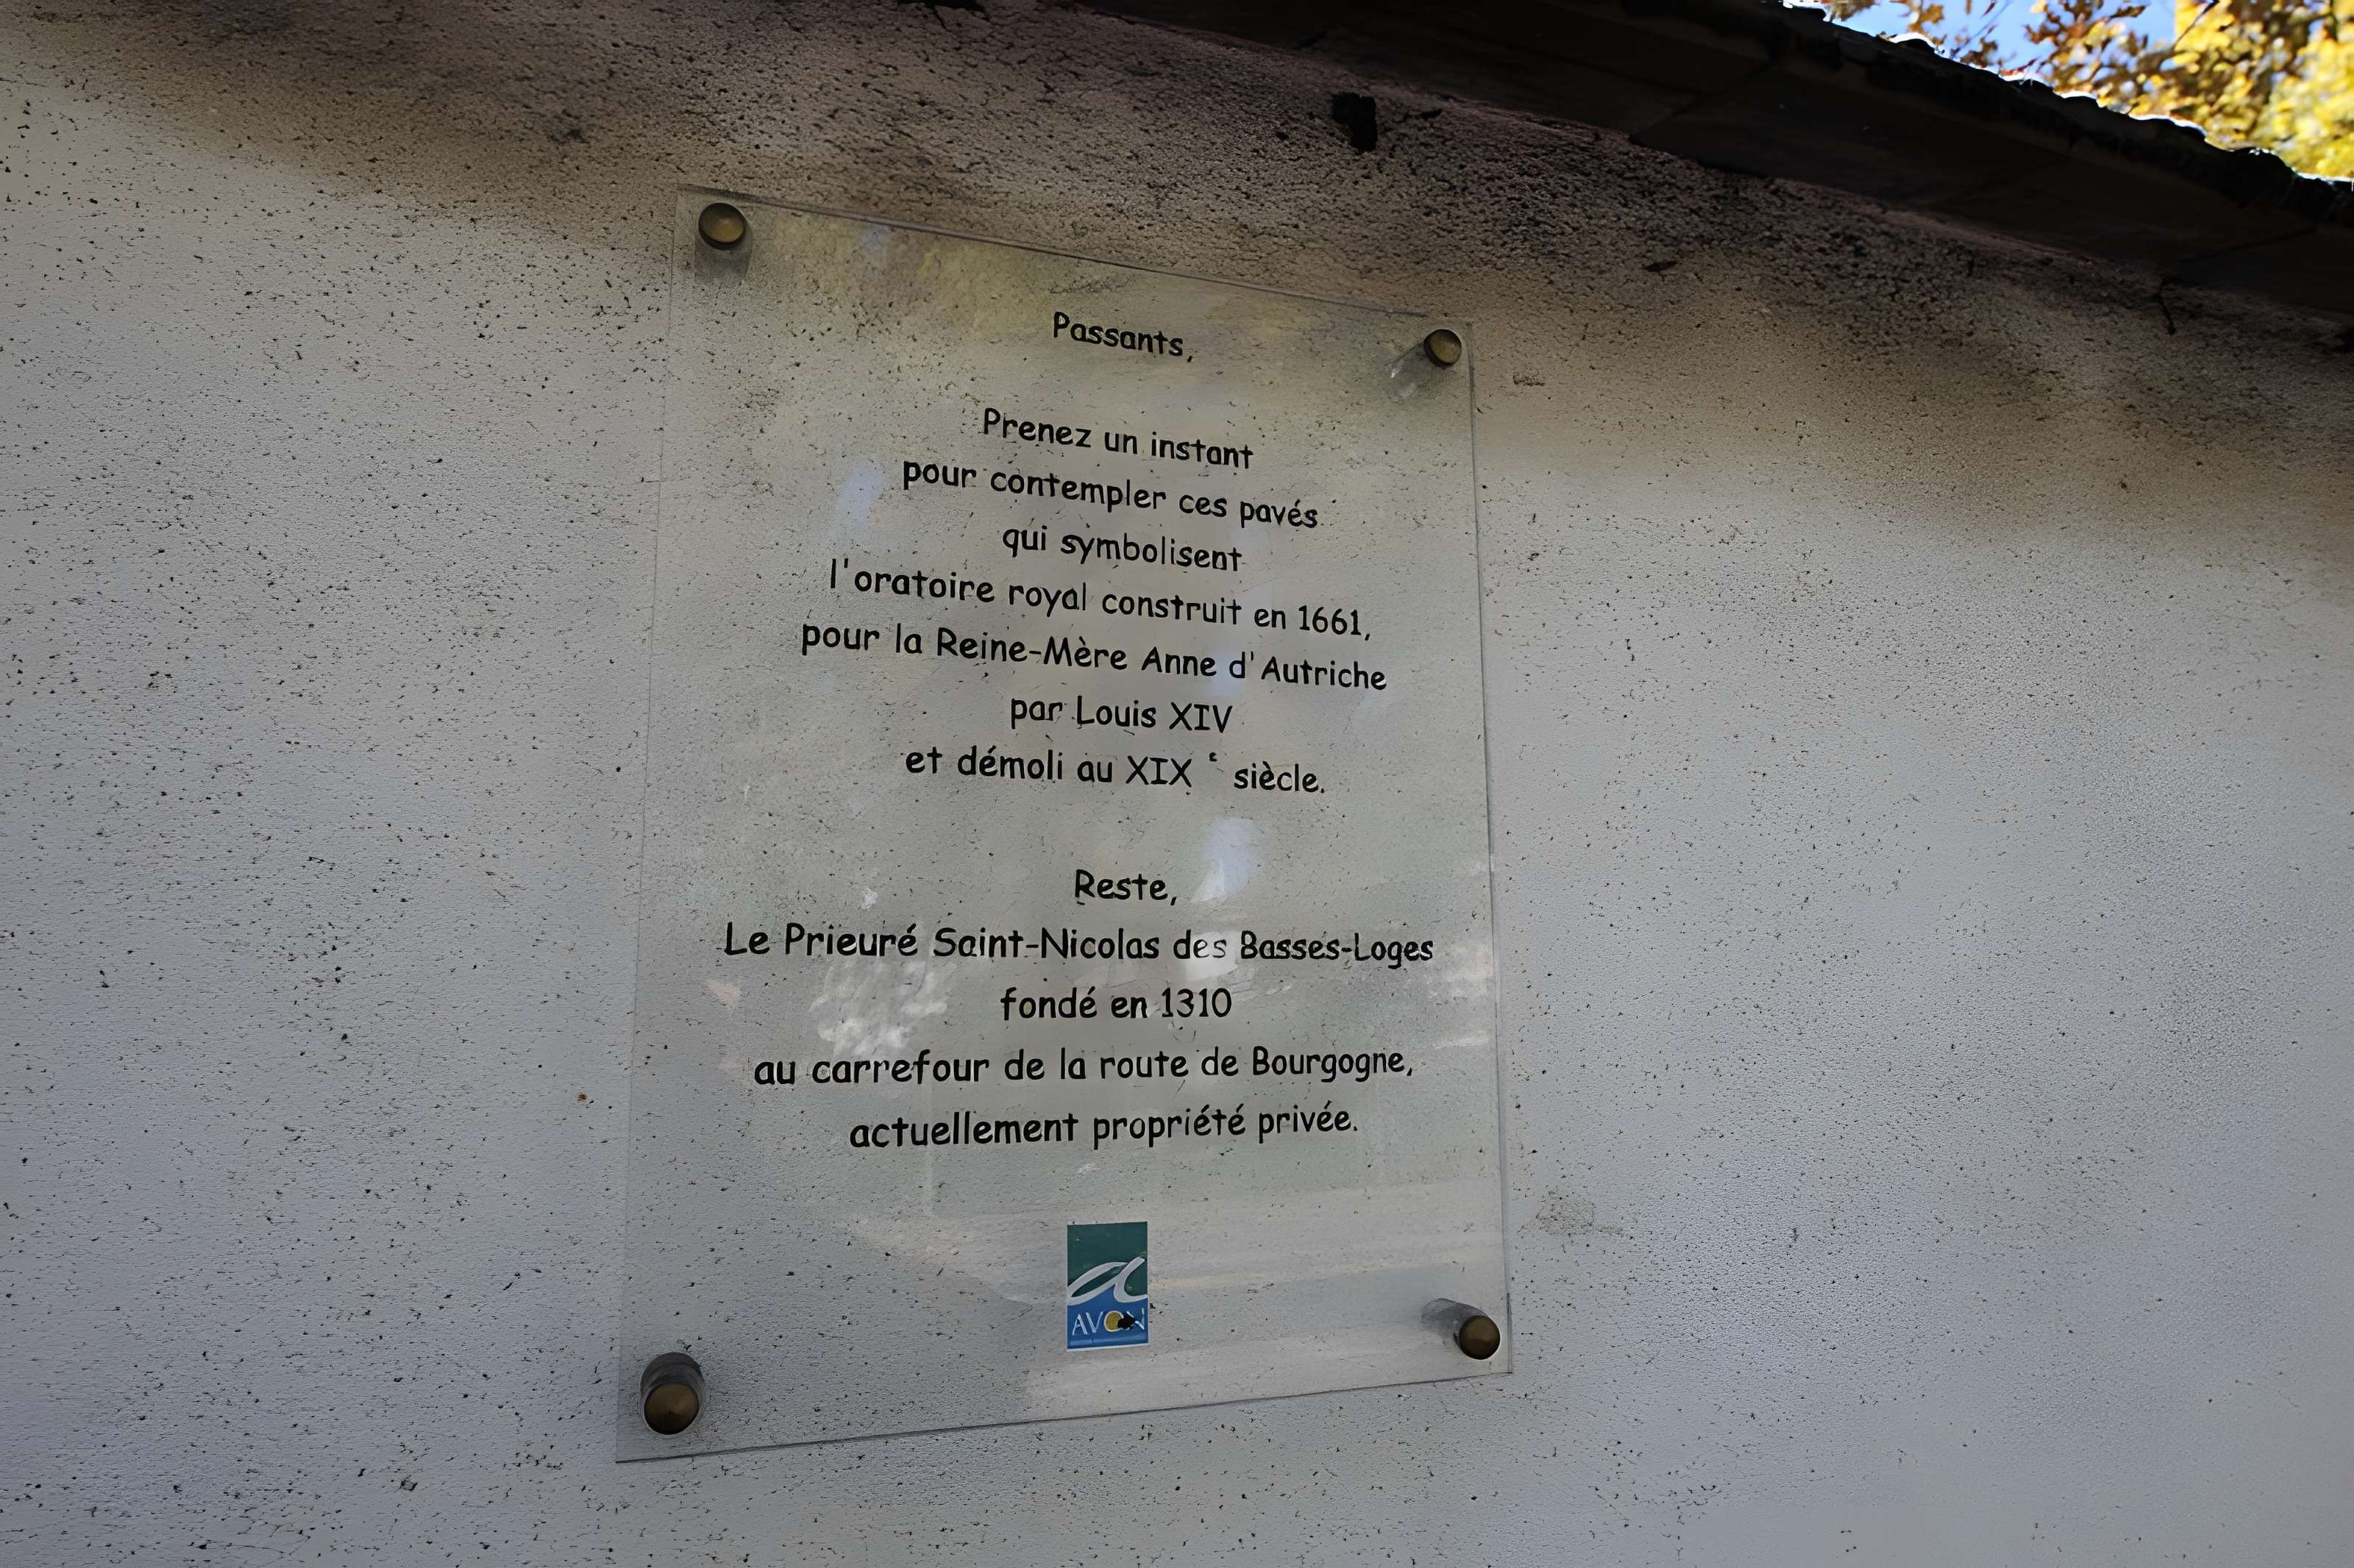 Passants,
Prenez un instant
pour contempler ces pavés
qui symbolisent
l'oratoire royal construit en 1661,
pour la Reine-Mère Anne d'Autriche
par Louis XIV
et démoli au XIX e siècle.
Reste,
Le Prieuré Saint-Nicolas des Basses-Loges
fondé en 1310
au carrefour de la route de Bourgogne,
actuellement propriété privée.
AVON